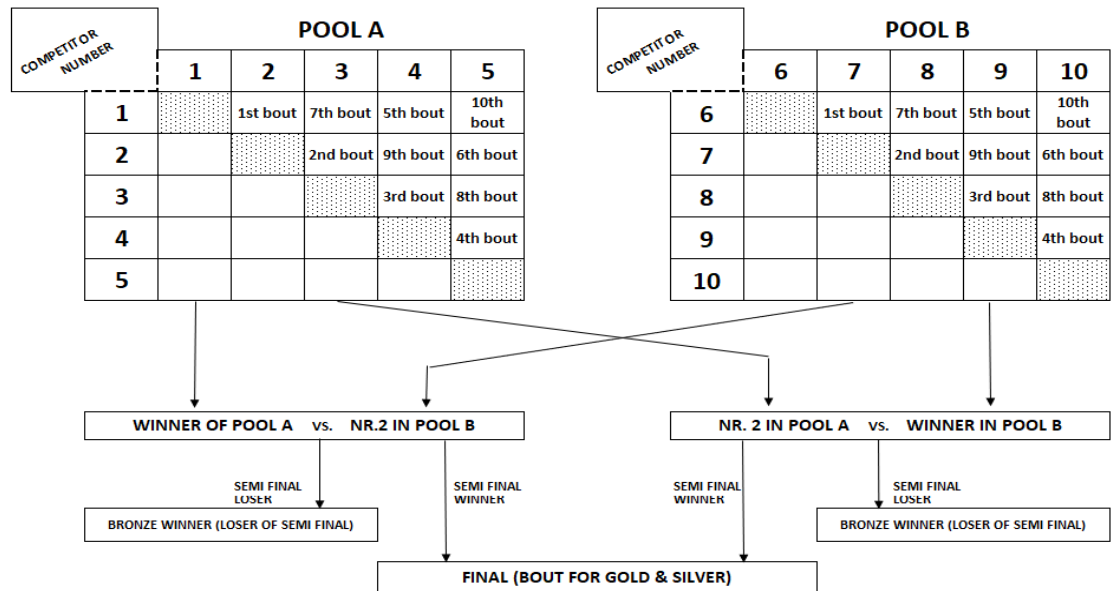 POOL A
POOL B
COMPETITOR
NUMBER
1 2 3 4 5
1 1st bout 7th bout 5th bout 10th bout
2 2nd bout 9th bout 6th bout
3 3rd bout 8th bout
4 4th bout
5
COMPETITOR
NUMBER
6 7 8 9 10
6 1st bout 7th bout 5th bout 10th bout
7 2nd bout 9th bout 6th bout
8 3rd bout 8th bout
9 4th bout
10
WINNER OF POOL A vs. NR.2 IN POOL B
NR. 2 IN POOL A vs. WINNER IN POOL B
SEMI FINAL
LOSER
SEMI FINAL
WINNER
SEMI FINAL
WINNER
SEMI FINAL
LOSER
BRONZE WINNER (LOSER OF SEMI FINAL)
BRONZE WINNER (LOSER OF SEMI FINAL)
FINAL (BOUT FOR GOLD & SILVER)